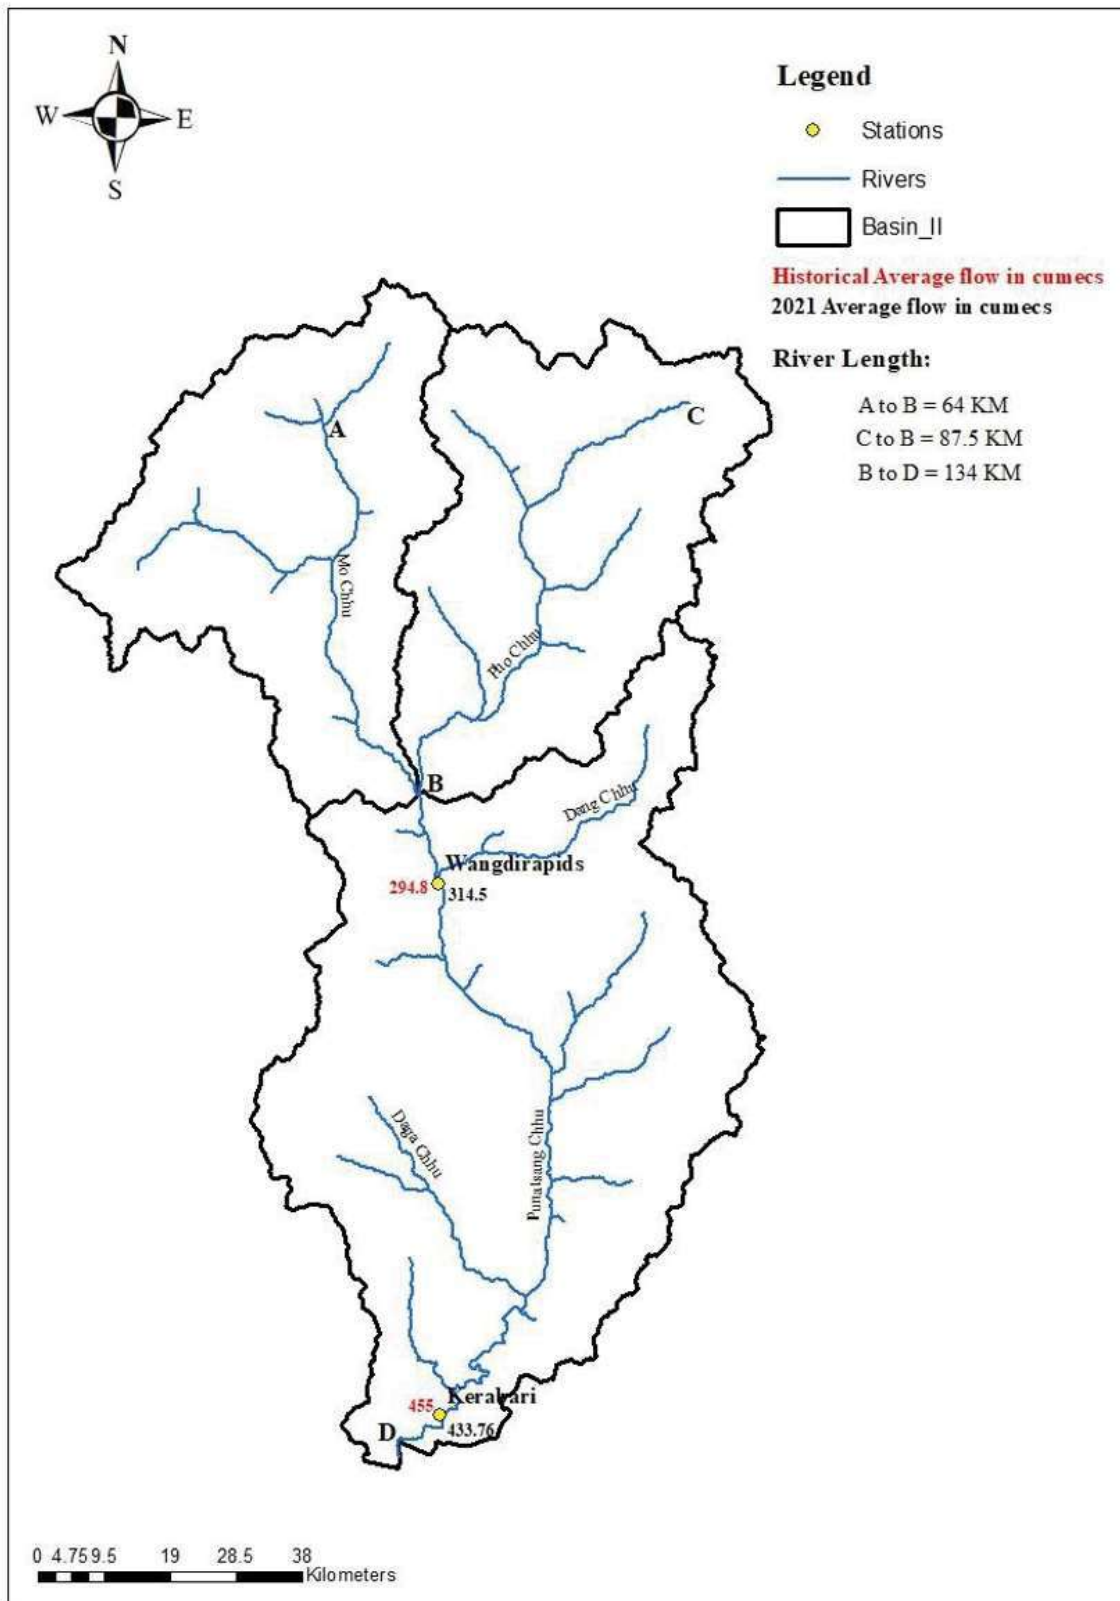 N
W E
S
Legend
Stations
Rivers
Basin_II
Historical Average flow in cumecs
2021 Average flow in cumecs
River Length:
A to B = 64 KM
C to B = 87.5 KM
B to D = 134 KM
A
C
Mo Chhu
Pho Chhu
B
Dang Chhu
Wangdirapids
294.8 314.5
Daga Chhu
Punatsang Chhu
Kerabari
455
D 433.76
0 4.75 9.5 19 28.5 38
Kilometers